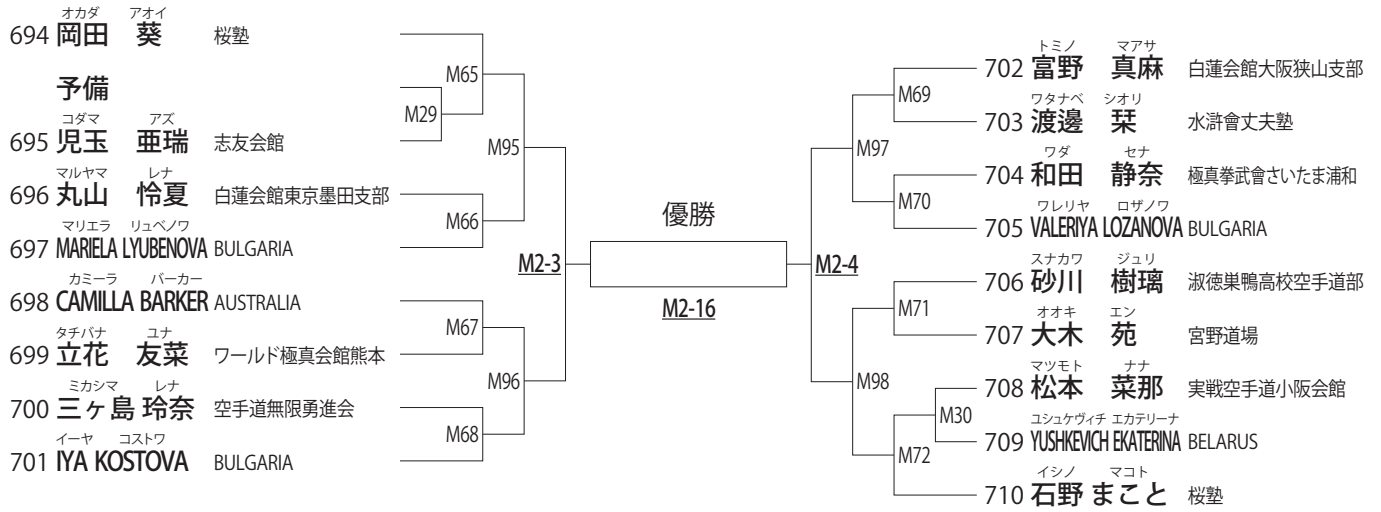 オカダ アオイ
694 岡田 葵 桜塾
予備
コダマ アズ
695 児玉 亜瑞 志友会館
マルヤマ レナ
696 丸山 怜夏 白蓮会館東京墨田支部
マリエラ リュベノワ
697 MARIELA LYUBENOVA BULGARIA
カミーラ バーカー
698 CAMILLA BARKER AUSTRALIA
タチバナ ユナ
699 立花 友菜 ワールド極真会館熊本
ミカシマ レナ
700 三ヶ島 玲奈 空手道無限勇進会
イーヤ コストワ
701 IYA KOSTOVA BULGARIA
M65
M29
M95
M66
M67
M96
M68
M2-3
優勝
M2-16
M2-4
M69
M97
M70
M71
M98
M30
M72
トミノ マアサ
702 富野 真麻 白蓮会館大阪狭山支部
ワタナベ シオリ
703 渡邊 栞 水滸會丈夫塾
ワダ セナ
704 和田 静奈 極真拳武會さいたま浦和
ワレリヤ ロザノワ
705 VALERIYA LOZANOVA BULGARIA
スナカワ ジュリ
706 砂川 樹璃 淑徳巣鴨高校空手道部
オオキ エン
707 大木 苑 宮野道場
マツモト ナナ
708 松本 菜那 実戦空手道小阪会館
ユシュケヴィチ エカテリーナ
709 YUSHKEVICH EKATERINA BELARUS
イシノ マコト
710 石野 まこと 桜塾